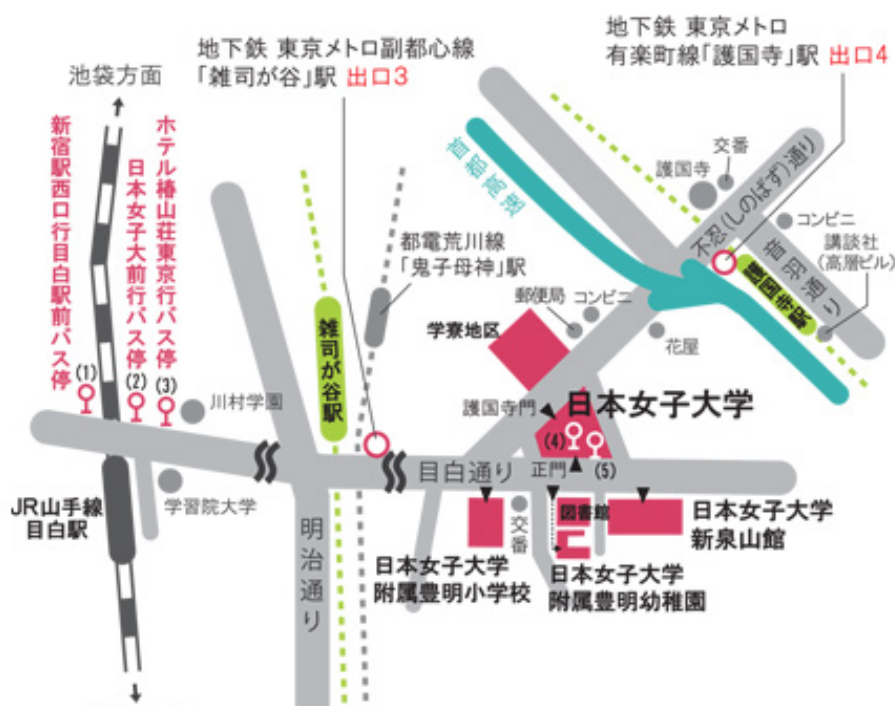 地下鉄 東京メトロ副都心線
「雑司が谷」駅 出口3
地下鉄 東京メトロ
有楽町線「護国寺」駅 出口4
池袋方面
新宿駅西口行目白駅前バス停
(1)
日本女子大前行バス停
(2)
ホテル椿山荘東京行バス停
(3)
首都高速
交番
護国寺
不忍(しのばず)通り
コンビニ
講談社
(高層ビル)
音羽通り
護国寺駅
都電荒川線
「鬼子母神」駅
郵便局
コンビニ
学寮地区
花屋
雑司が谷駅
川村学園
護国寺門
日本女子大学
(4)
(5)
目白通り
正門
JR山手線
目白駅
学習院大学
明治通り
交番
図書館
日本女子大学
新泉山館
日本女子大学
附属豊明小学校
日本女子大学
附属豊明幼稚園